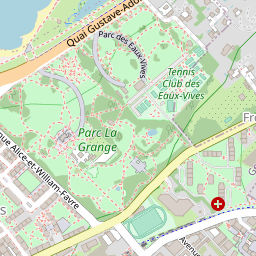 Quai Gustave-Ado
Parc des Eaux-Vives
Tennis
Club des
Eaux-Vives
Parc La
Grange
Fr
nue Alice-et-William-Favre
G
s
Avenue